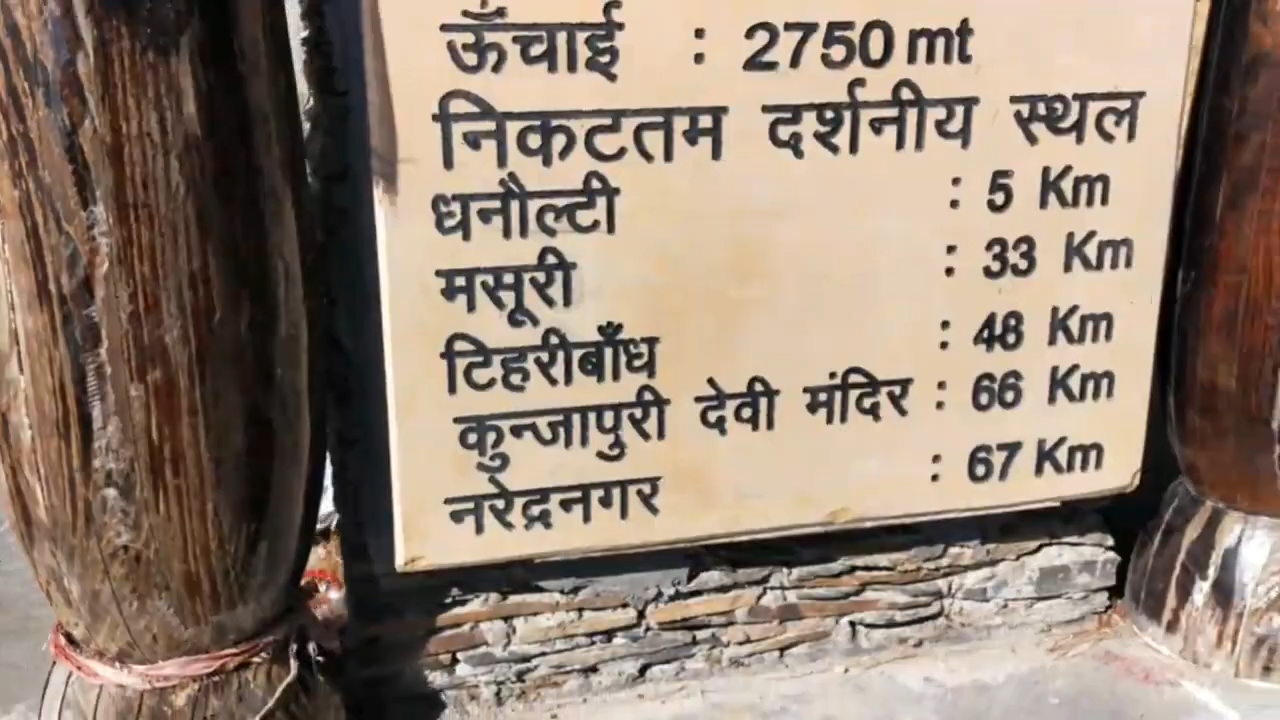 ऊँचाई : 2750 mt
निकटतम दर्शनीय स्थल
धनौल्टी : 5 Km
मसूरी : 33 Km
टिहरीबाँध : 48 Km
कुन्जापुरी देवी मंदिर : 66 Km
नरेद्रनगर : 67 Km